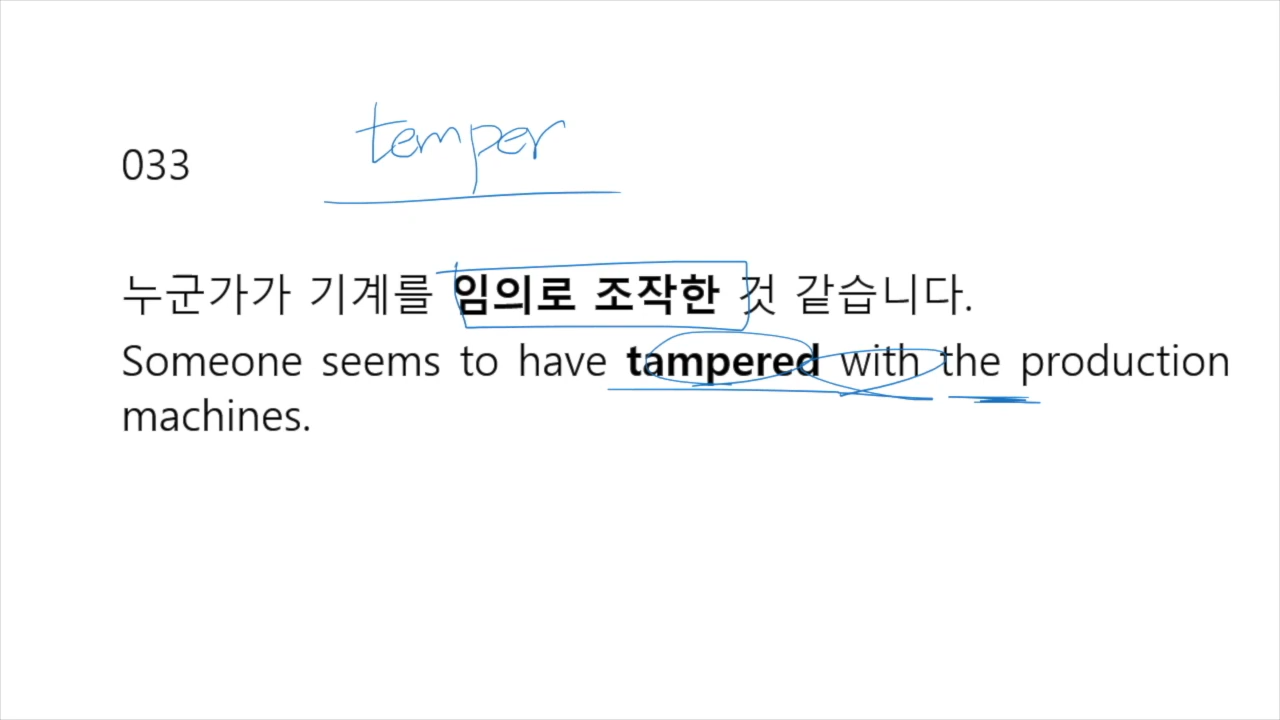 temper
033
누군가가 기계를 임의로 조작한 것 같습니다.
Someone seems to have tampered with the production
machines.